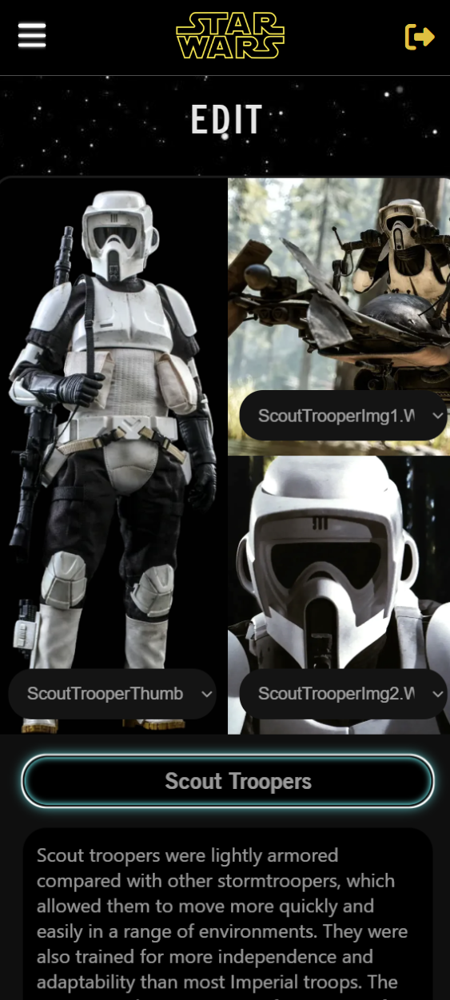 STAR
WARS
EDIT
ScoutTrooperImg1.W
ScoutTrooperThumb
ScoutTrooperImg2.W
Scout Troopers
Scout troopers were lightly armored
compared with other stormtroopers, which
allowed them to move more quickly and
easily in a range of environments. They were
also trained for more independence and
adaptability than most Imperial troops. The